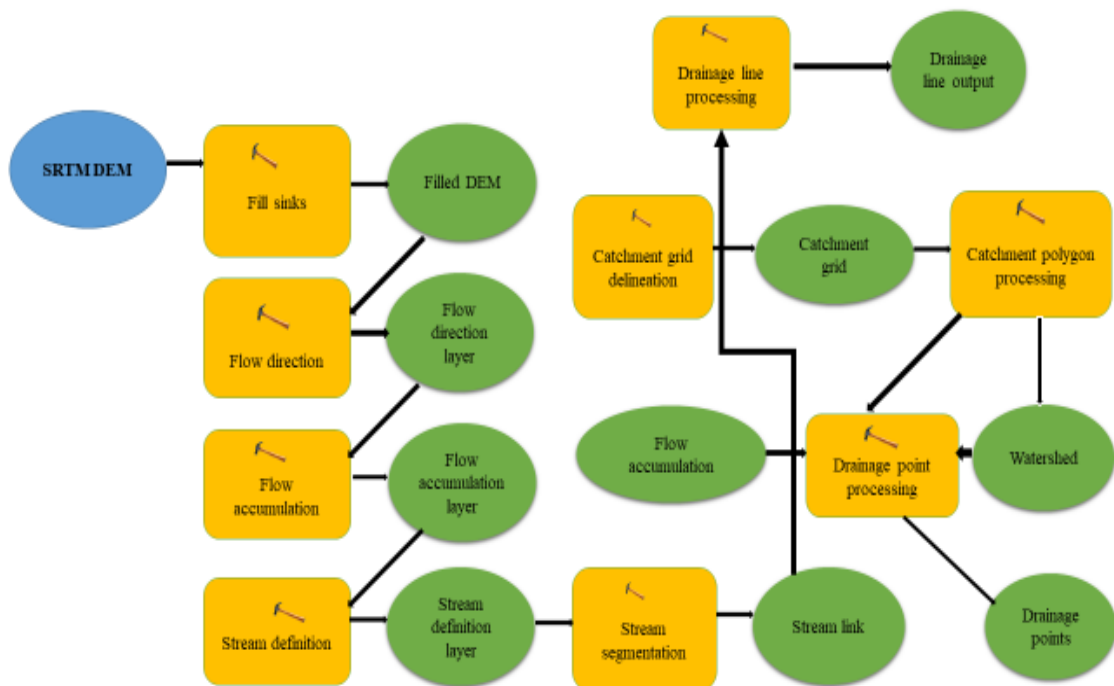 SRTM DEM
Fill sinks
Filled DEM
Flow direction
Flow
direction
layer
Flow
accumulation
Flow
accumulation
layer
Stream definition
Stream
definition
layer
Stream
segmentation
Stream link
Drainage line
processing
Drainage
line output
Catchment grid
delineation
Catchment
grid
Catchment polygon
processing
Flow
accumulation
Drainage point
processing
Watershed
Drainage
points